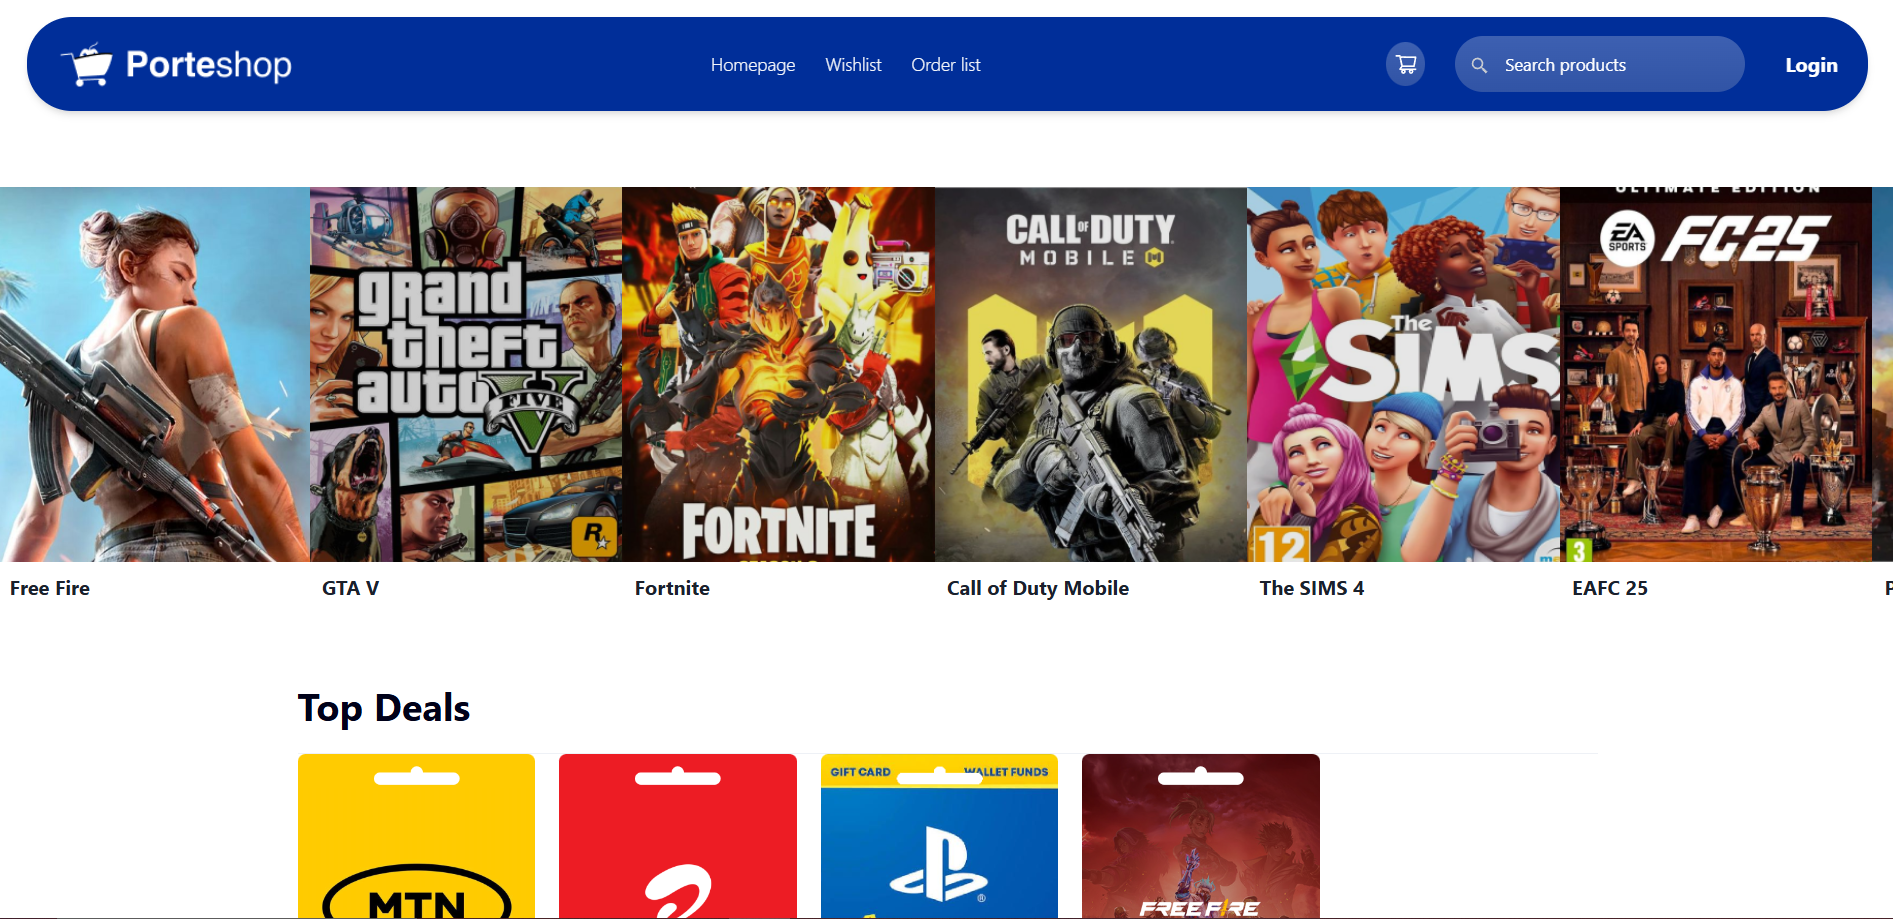 Porteshop
Homepage
Wishlist
Order list
Search products
Login
grand
theft
auto
FIVE
R
FORTNITE
CALL OF DUTY
MOBILE
The
SIMS
12
ULTIMATE EDITION
EA
SPORTS
FC25
3
Free Fire
GTA V
Fortnite
Call of Duty Mobile
The SIMS 4
EAFC 25
P
Top Deals
MTN
GIFT CARD
WALLET FUNDS
FREE FIRE